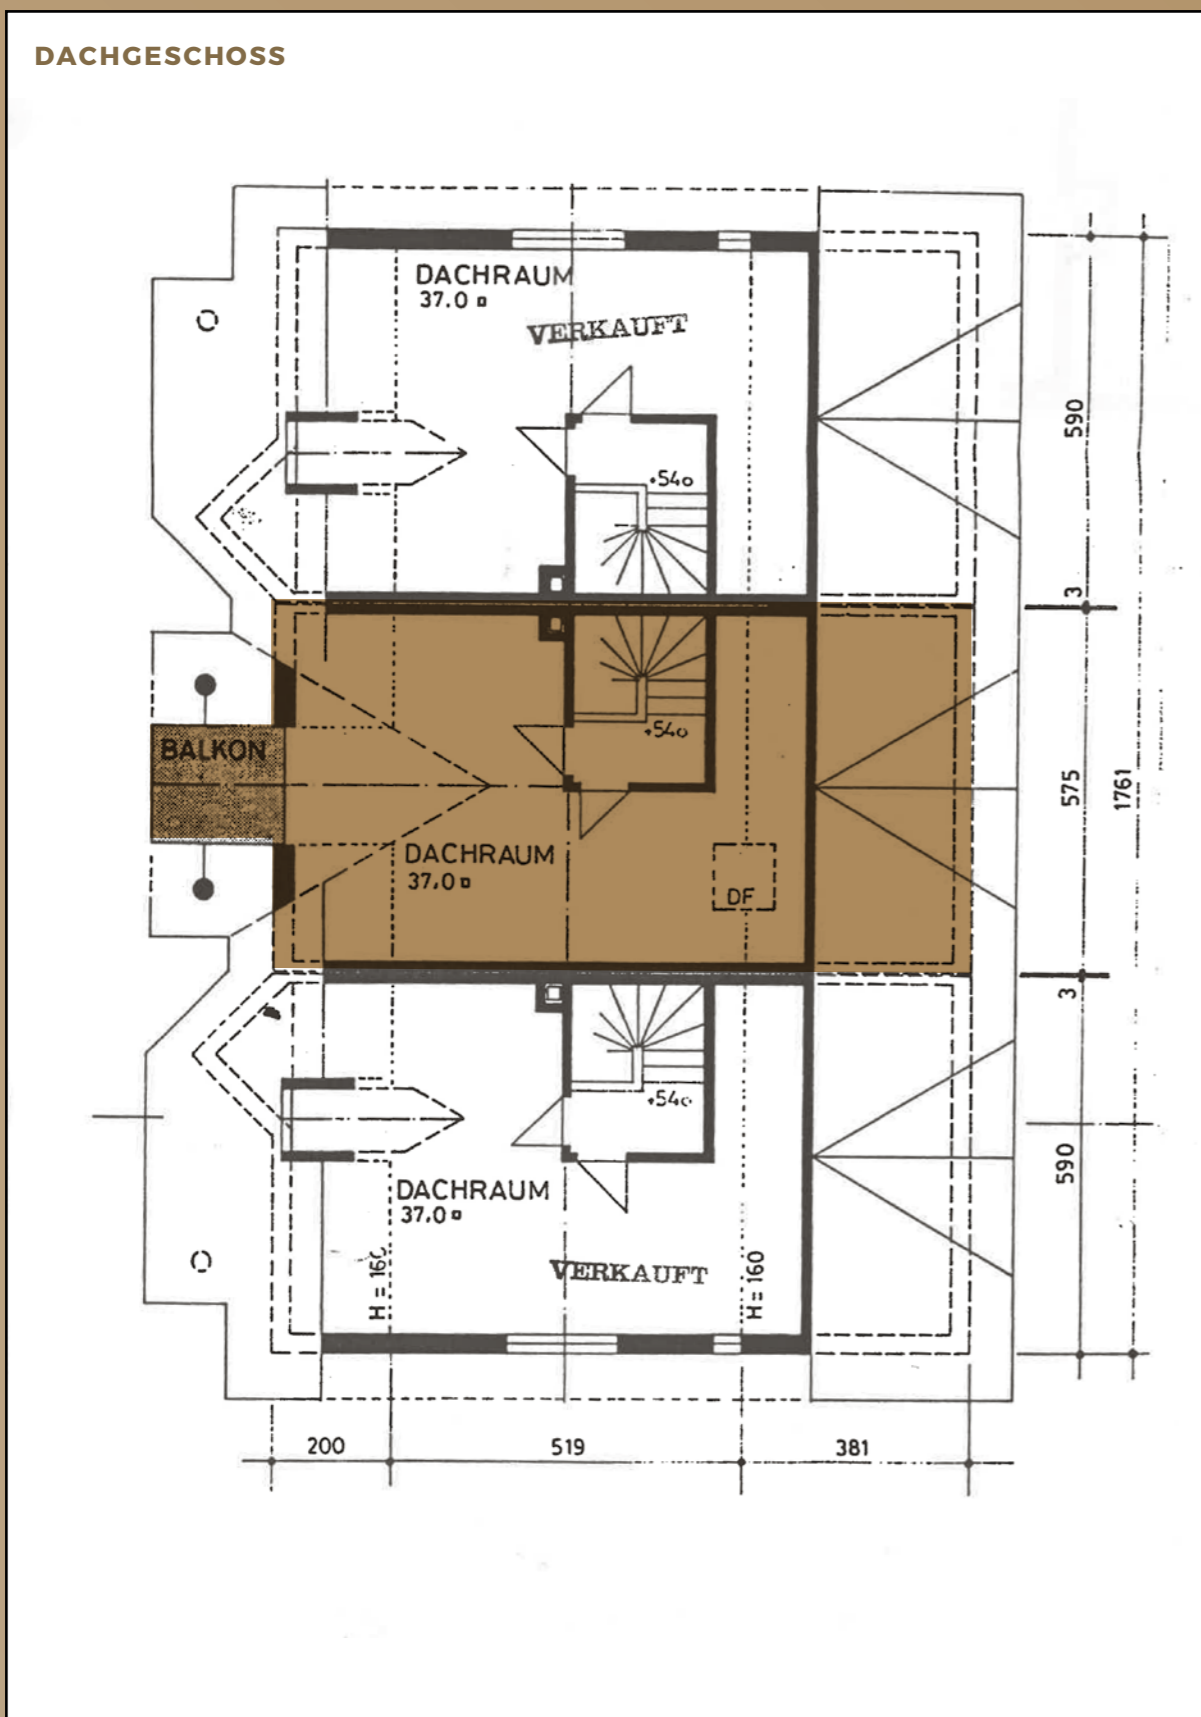 DACHGESCHOSS
DACHRAUM
37.0 ¤
VERKAUFT
+540
590
3
BALKON
+540
DACHRAUM
37.0 ¤
DF
575
1761
3
+540
DACHRAUM
37.0 ¤
VERKAUFT
H = 160
H = 160
590
200
519
381